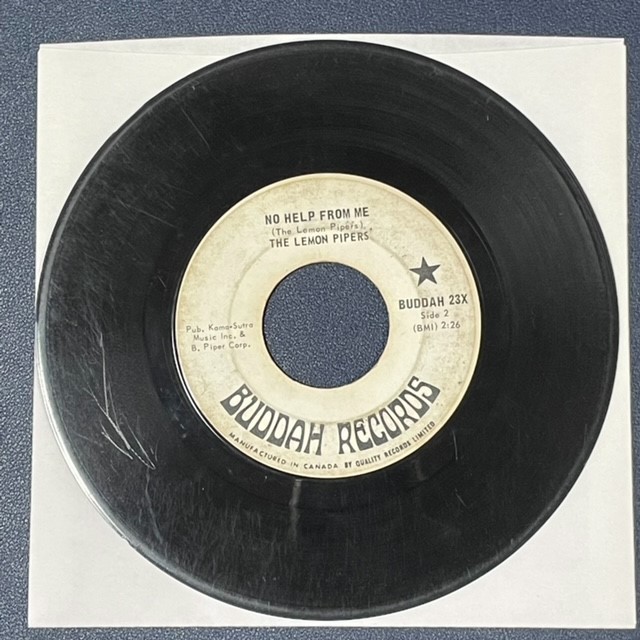 NO HELP FROM ME
(The Lemon Pipers)
THE LEMON PIPERS
BUDDAH 23X
Side 2
(BMI) 2:26
Pub. Kama-Sutra
Music Inc. &
B. Piper Corp.
BUDDAH RECORDS
MANUFACTURED IN CANADA BY QUALITY RECORDS LIMITED